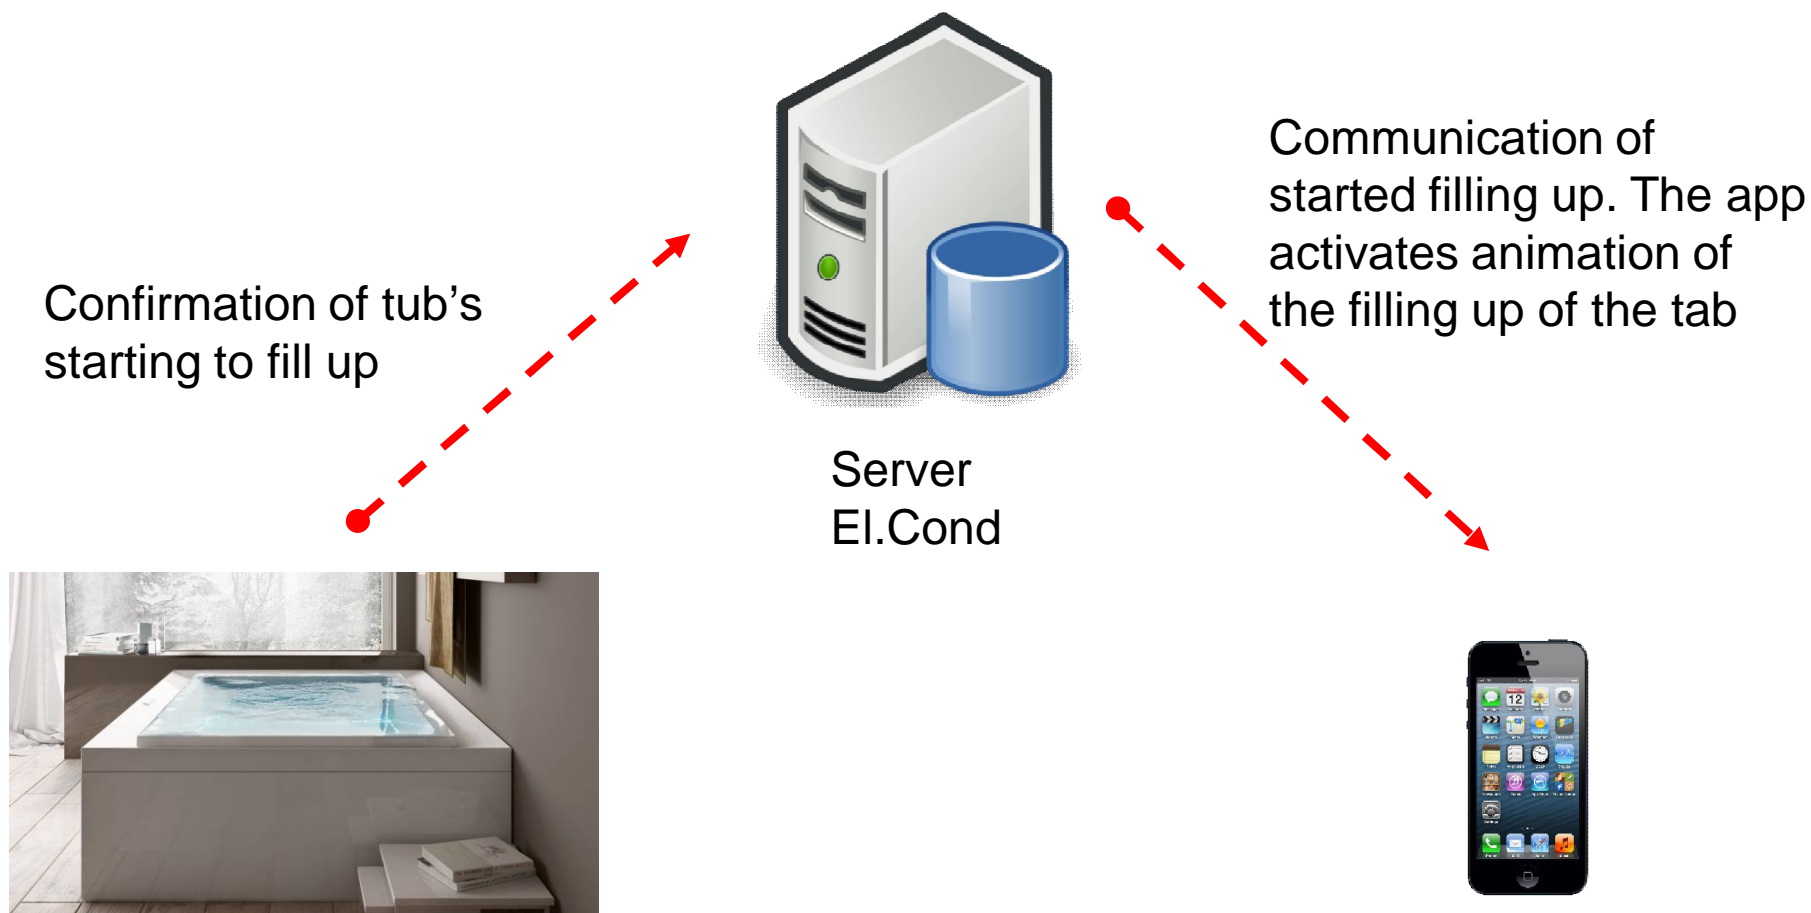 Confirmation of tub’s
starting to fill up
Server
El.Cond
Communication of
started filling up. The app
activates animation of
the filling up of the tab
12